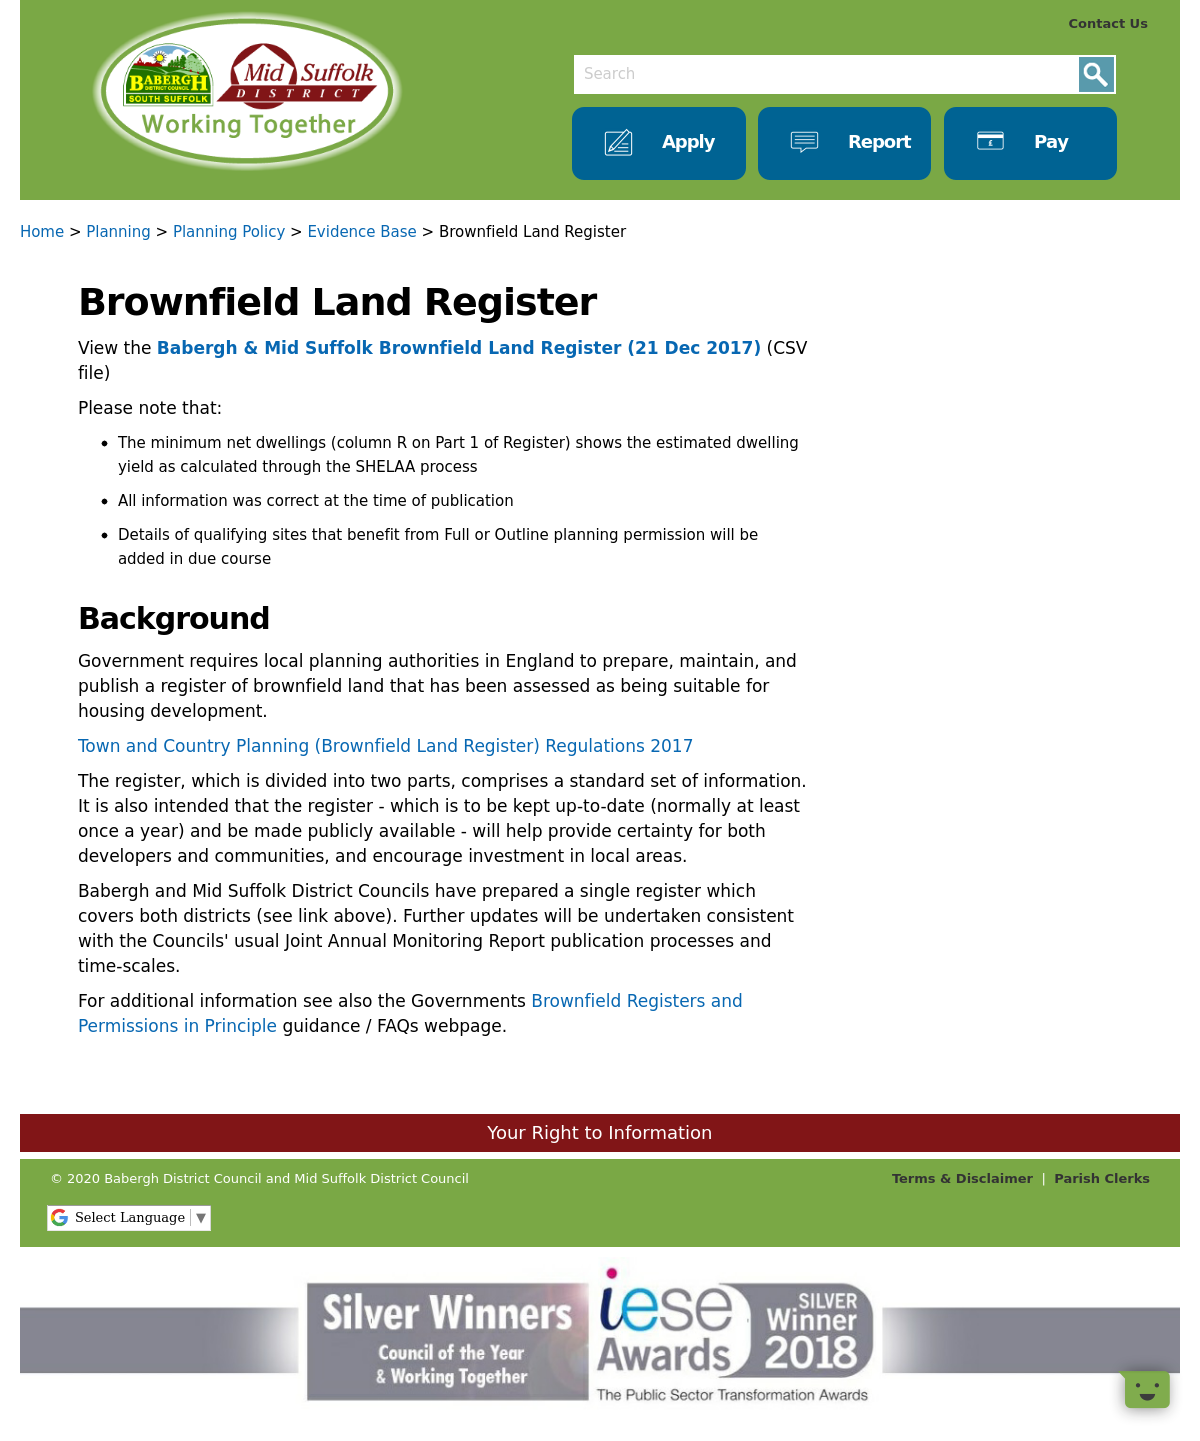 Contact Us
BABERGH
DISTRICT COUNCIL
SOUTH SUFFOLK
Mid Suffolk
DISTRICT
Working Together
Search
Apply
Report
£
Pay
Home > Planning > Planning Policy > Evidence Base > Brownfield Land Register
Brownfield Land Register
View the Babergh & Mid Suffolk Brownfield Land Register (21 Dec 2017) (CSV
file)
Please note that:
• The minimum net dwellings (column R on Part 1 of Register) shows the estimated dwelling
yield as calculated through the SHELAA process
• All information was correct at the time of publication
• Details of qualifying sites that benefit from Full or Outline planning permission will be
added in due course
Background
Government requires local planning authorities in England to prepare, maintain, and
publish a register of brownfield land that has been assessed as being suitable for
housing development.
Town and Country Planning (Brownfield Land Register) Regulations 2017
The register, which is divided into two parts, comprises a standard set of information.
It is also intended that the register - which is to be kept up-to-date (normally at least
once a year) and be made publicly available - will help provide certainty for both
developers and communities, and encourage investment in local areas.
Babergh and Mid Suffolk District Councils have prepared a single register which
covers both districts (see link above). Further updates will be undertaken consistent
with the Councils' usual Joint Annual Monitoring Report publication processes and
time-scales.
For additional information see also the Governments Brownfield Registers and
Permissions in Principle guidance / FAQs webpage.
Your Right to Information
© 2020 Babergh District Council and Mid Suffolk District Council
Terms & Disclaimer | Parish Clerks
G Select Language ▼
Silver Winners
Council of the Year
& Working Together
iese
Awards
SILVER
Winner
2018
The Public Sector Transformation Awards